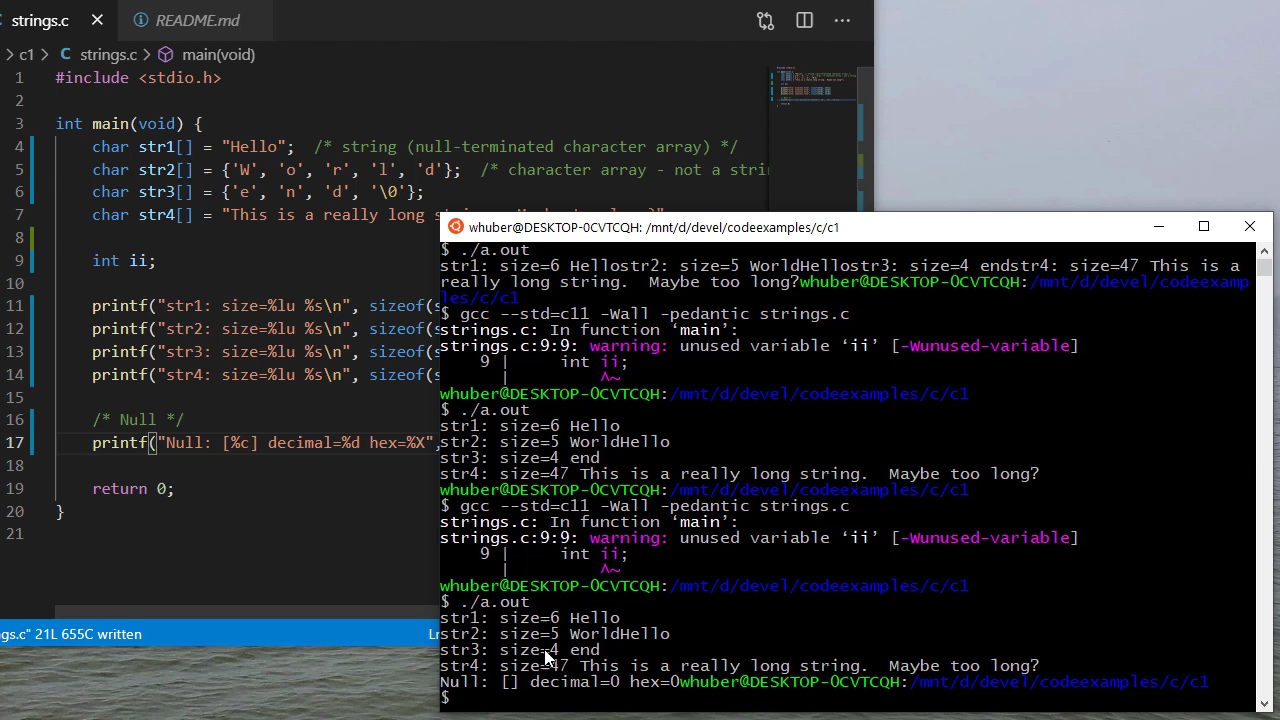 strings.c × README.md
> c1 > C strings.c > main(void)
1 #include <stdio.h>
2
3 int main(void) {
4 char str1[] = "Hello"; /* string (null-terminated character array) */
5 char str2[] = {'W', 'o', 'r', 'l', 'd'}; /* character array - not a stri
6 char str3[] = {'e', 'n', 'd', '\0'};
7 char str4[] = "This is a really long
8
9 int ii;
10
11 printf("str1: size=%lu %s\n", sizeof(s
12 printf("str2: size=%lu %s\n", sizeof(s
13 printf("str3: size=%lu %s\n", sizeof(s
14 printf("str4: size=%lu %s\n", sizeof(s
15
16 /* Null */
17 printf("Null: [%c] decimal=%d hex=%X",
18
19 return 0;
20 }
21
gs.c" 21L 655C written Ln
whuber@DESKTOP-0CVTCQH: /mnt/d/devel/codeexamples/c/c1
$ ./a.out
str1: size=6 Hellostr2: size=5 WorldHellostr3: size=4 endstr4: size=47 This is a
really long string.  Maybe too long?whuber@DESKTOP-0CVTCQH:/mnt/d/devel/codeexamp
les/c/c1
$ gcc --std=c11 -Wall -pedantic strings.c
strings.c: In function ‘main’:
strings.c:9:9: warning: unused variable ‘ii’ [-Wunused-variable]
9 | int ii;
| ^~
whuber@DESKTOP-0CVTCQH:/mnt/d/devel/codeexamples/c/c1
$ ./a.out
str1: size=6 Hello
str2: size=5 WorldHello
str3: size=4 end
str4: size=47 This is a really long string.  Maybe too long?
whuber@DESKTOP-0CVTCQH:/mnt/d/devel/codeexamples/c/c1
$ gcc --std=c11 -Wall -pedantic strings.c
strings.c: In function ‘main’:
strings.c:9:9: warning: unused variable ‘ii’ [-Wunused-variable]
9 | int ii;
| ^~
whuber@DESKTOP-0CVTCQH:/mnt/d/devel/codeexamples/c/c1
$ ./a.out
str1: size=6 Hello
str2: size=5 WorldHello
str3: size=4 end
str4: size=47 This is a really long string.  Maybe too long?
Null: [] decimal=0 hex=0whuber@DESKTOP-0CVTCQH:/mnt/d/devel/codeexamples/c/c1
$